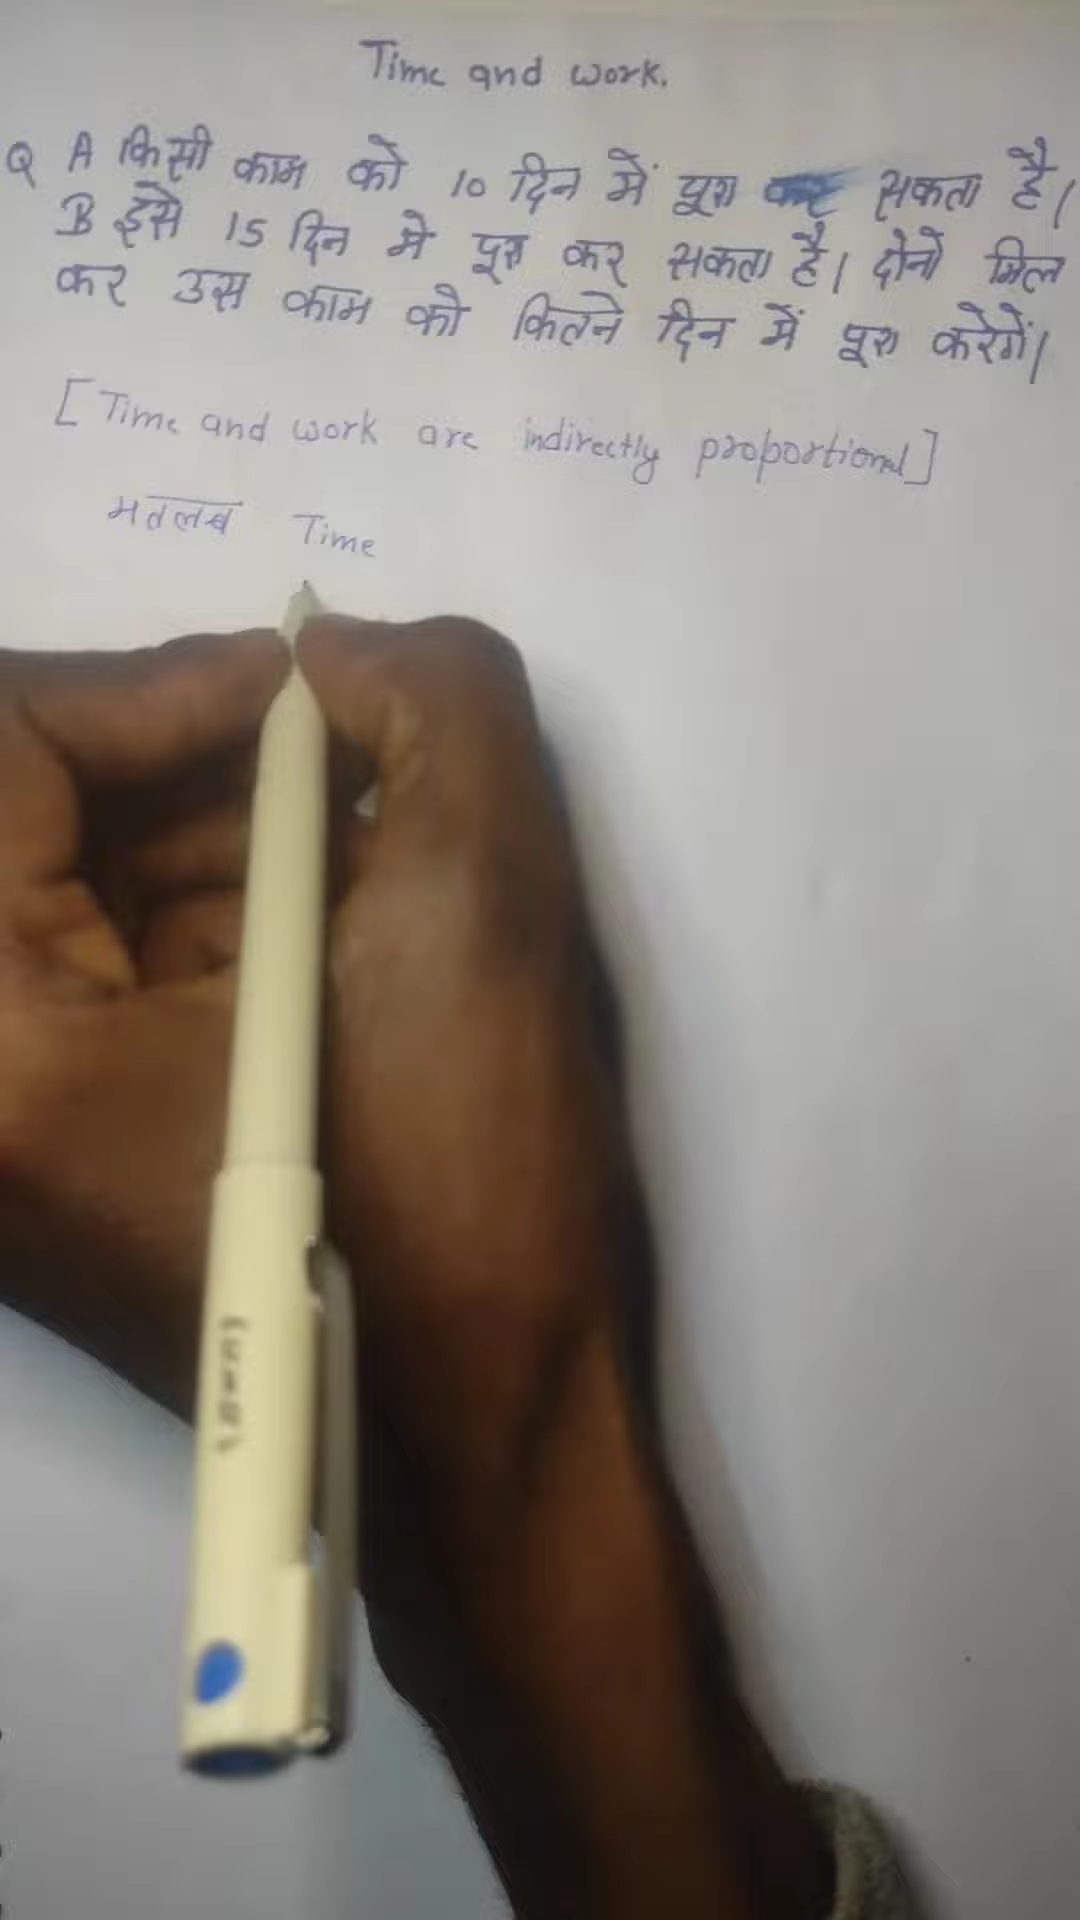 Time and work.
Q A किसी काम को 10 दिन में पूरा कर सकता है।
B इसे 15 दिन मे पूरा कर सकता है। दोनो मिल
कर उस काम को कितने दिन में पूरा करेगें।
[Time and work are indirectly proportional]
मतलब Time